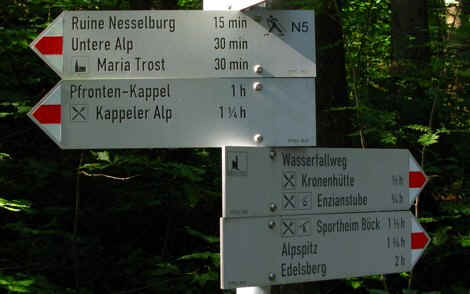 Ruine Nesselburg 15 min
Untere Alp 30 min N5
Maria Trost 30 min
Pfronten-Kappel 1 h
Kappeler Alp 1 ¼ h
Wasserfallweg
Kronenhütte ½ h
Enzianstube ¾ h
Sportheim Böck 1 ½ h
Alpspitz 1 ¾ h
Edelsberg 2 h